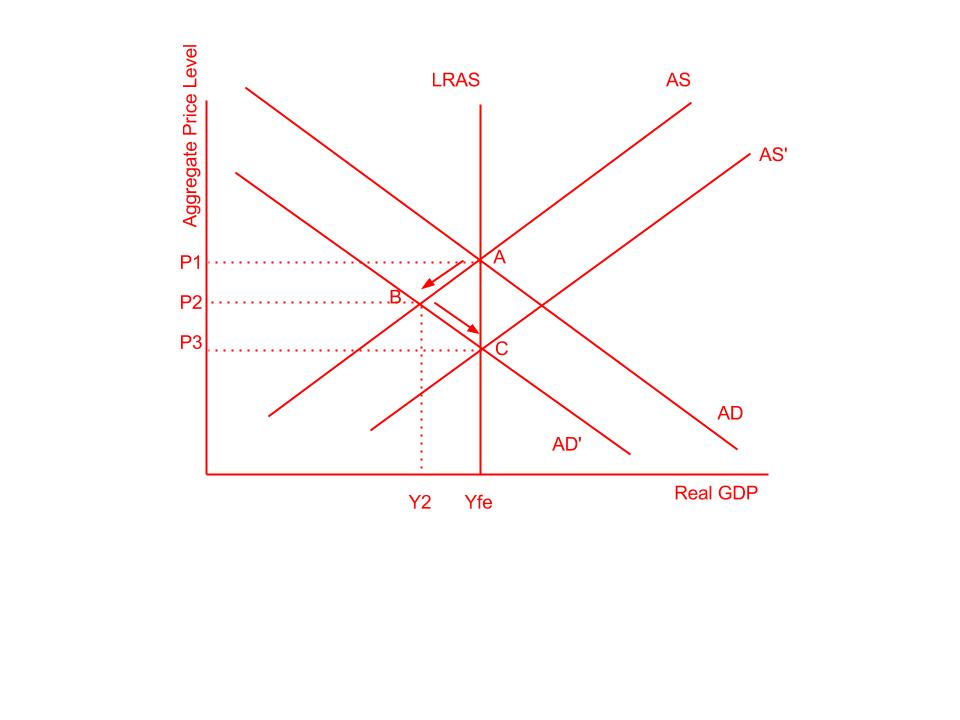 Aggregate Price Level
LRAS
AS
AS'
P1
A
P2
B
P3
C
AD
AD'
Y2
Yfe
Real GDP